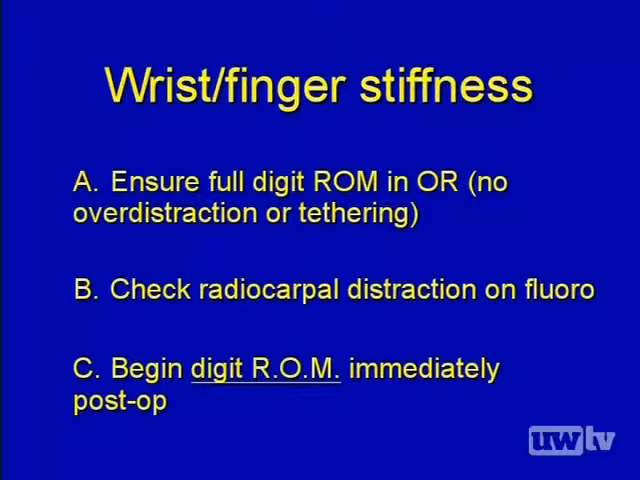 Wrist/finger stiffness
A. Ensure full digit ROM in OR (no
overdistraction or tethering)
B. Check radiocarpal distraction on fluoro
C. Begin digit R.O.M. immediately
post-op
uwtv